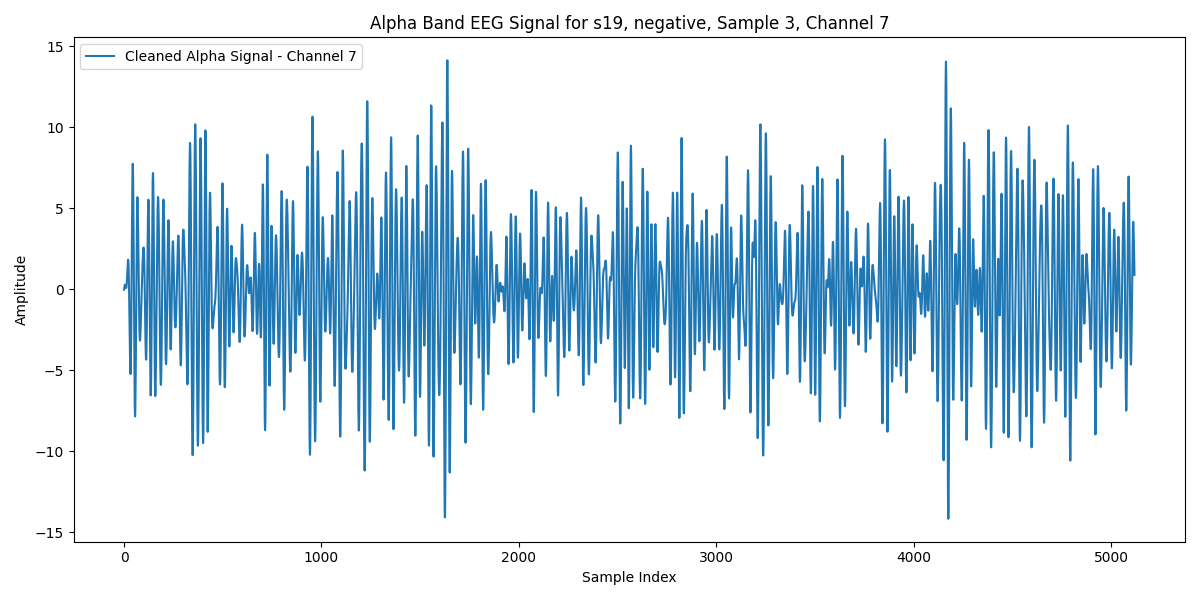 Alpha Band EEG Signal for s19, negative, Sample 3, Channel 7
Cleaned Alpha Signal - Channel 7
15
10
5
0
−5
−10
−15
Amplitude
0 1000 2000 3000 4000 5000
Sample Index